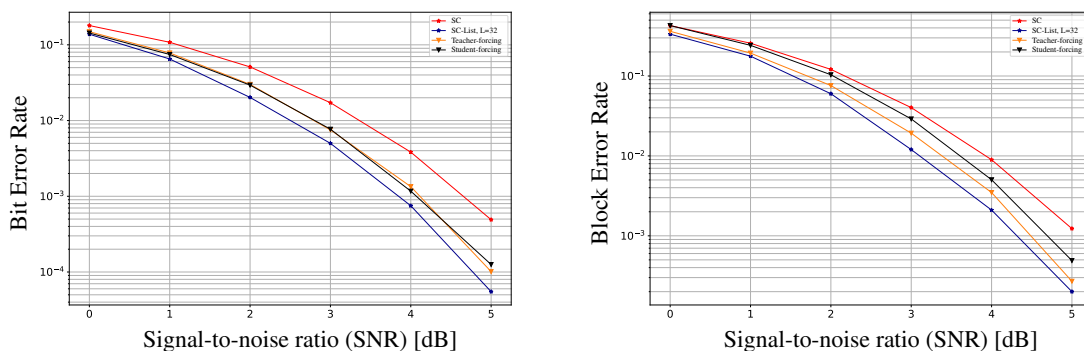 Bit Error Rate
10⁻¹
10⁻²
10⁻³
10⁻⁴
0 1 2 3 4 5
Signal-to-noise ratio (SNR) [dB]
SC
SC-List, L=32
Teacher-forcing
Student-forcing
Block Error Rate
10⁻¹
10⁻²
10⁻³
0 1 2 3 4 5
Signal-to-noise ratio (SNR) [dB]
SC
SC-List, L=32
Teacher-forcing
Student-forcing